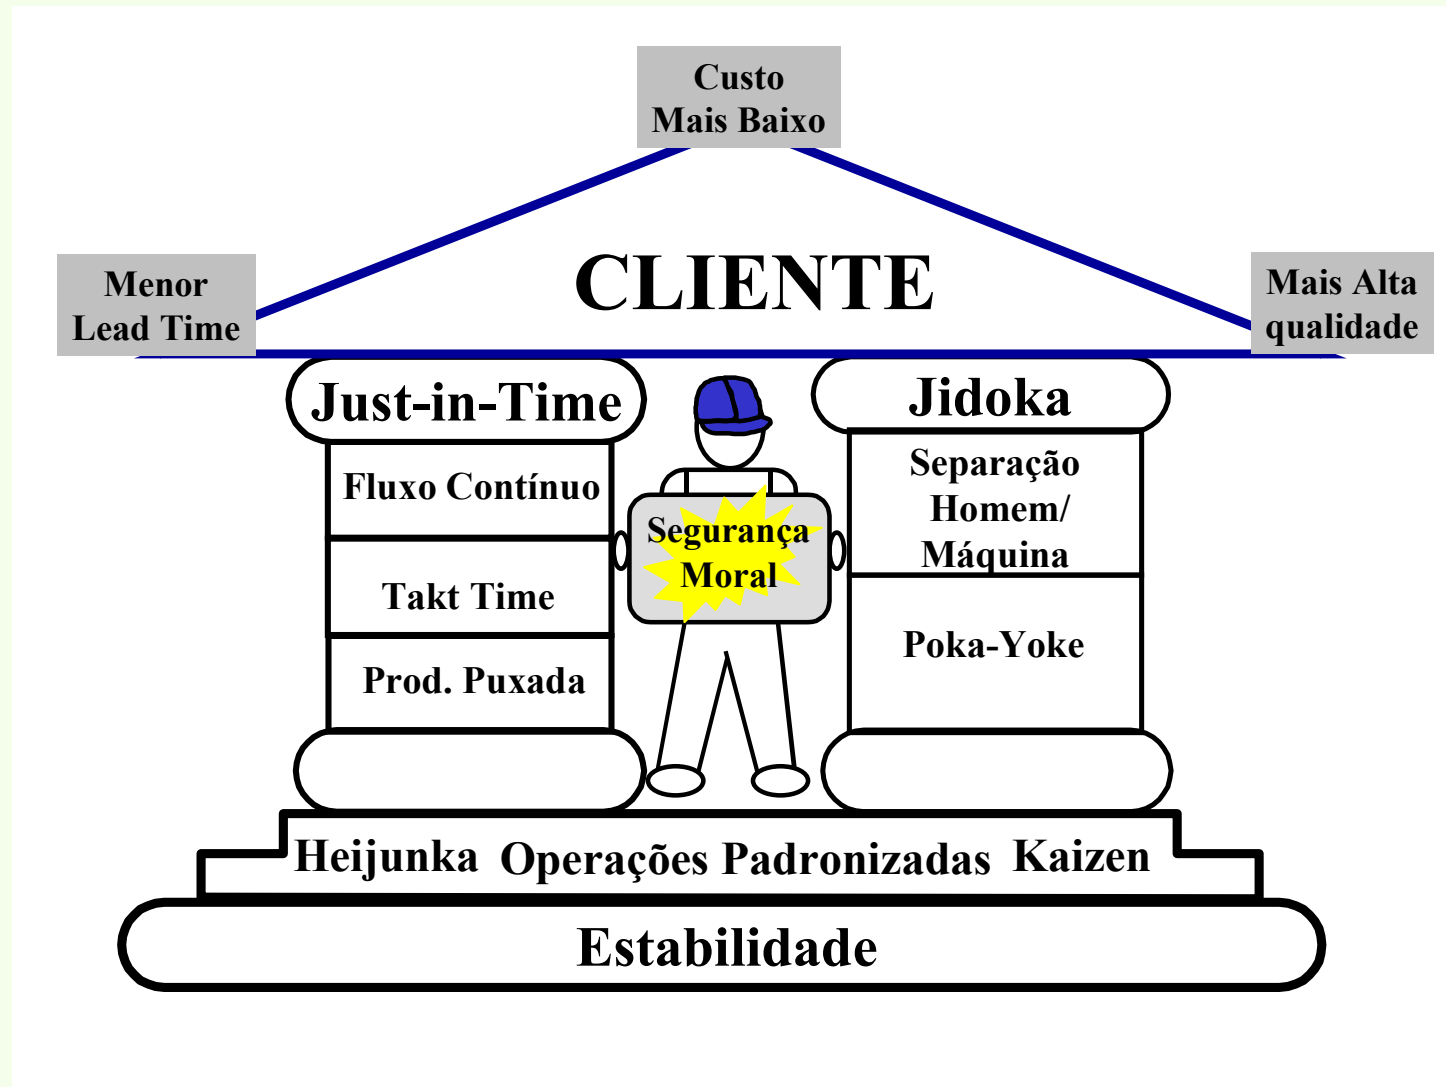 Custo
Mais Baixo
CLIENTE
Menor
Lead Time
Mais Alta
qualidade
Just-in-Time
Fluxo Contínuo
Takt Time
Prod. Puxada
Segurança
Moral
Jidoka
Separação
Homem/
Máquina
Poka-Yoke
Heijunka Operações Padronizadas Kaizen
Estabilidade